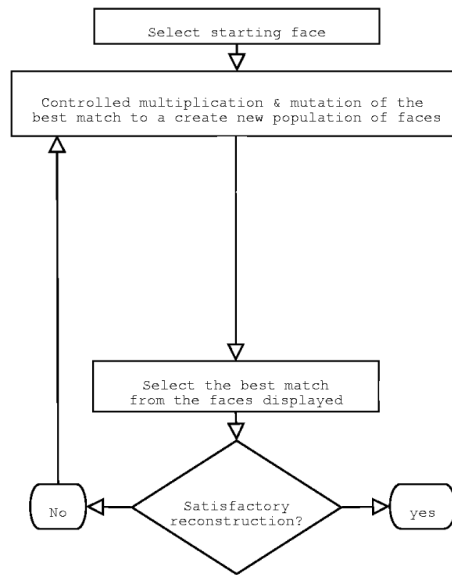 Select starting face
Controlled multiplication & mutation of the
best match to a create new population of faces
Select the best match
from the faces displayed
Satisfactory
reconstruction?
No
yes